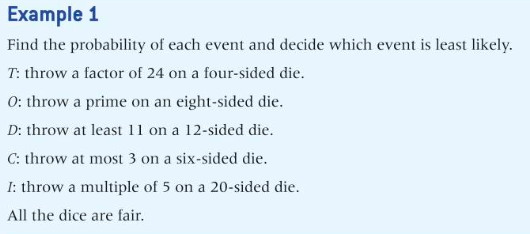 Example 1
Find the probability of each event and decide which event is least likely.
T: throw a factor of 24 on a four-sided die.
O: throw a prime on an eight-sided die.
D: throw at least 11 on a 12-sided die.
C: throw at most 3 on a six-sided die.
I: throw a multiple of 5 on a 20-sided die.
All the dice are fair.